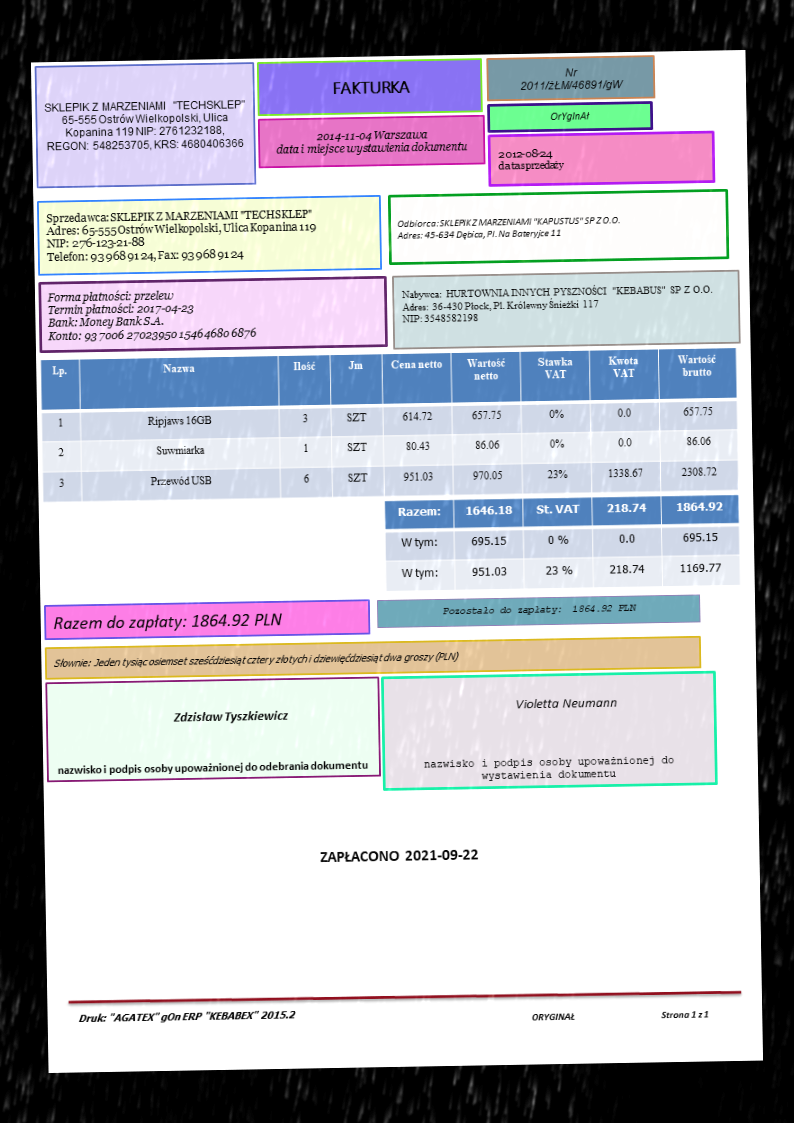 SKLEPIK Z MARZENIAMI "TECHSKLEP"
65-555 Ostrów Wielkopolski, Ulica
Kopanina 119 NIP: 2761232188,
REGON: 548253705, KRS: 4680406366
FAKTURKA
2014-11-04 Warszawa
data i miejsce wystawienia dokumentu
Nr
2011/żŁM/46891/gW
OrYgInAł
2012-08-24
datasprzedaży
Sprzedawca: SKLEPIK Z MARZENIAMI "TECHSKLEP"
Adres: 65-555 Ostrów Wielkopolski, Ulica Kopanina 119
NIP: 276-123-21-88
Telefon: 93 968 91 24, Fax: 93 968 91 24
Odbiorca: SKLEPIK Z MARZENIAMI "KAPUSTUS" SP Z O.O.
Adres: 45-634 Dębica, Pl. Na Bateryjce 11
Forma płatności: przelew
Termin płatności: 2017-04-23
Bank: Money Bank S.A.
Konto: 93 7006 2702 3950 1546 4680 6876
Nabywca: HURTOWNIA INNYCH PYSZNOŚCI "KEBABUS" SP Z O.O.
Adres: 36-430 Płock, Pl. Królewny Śnieżki 117
NIP: 3548582198
Lp. Nazwa Ilość Jm Cena netto Wartość netto Stawka VAT Kwota VAT Wartość brutto
1 Ripjaws 16GB 3 SZT 614.72 657.75 0% 0.0 657.75
2 Suwmiarka 1 SZT 80.43 86.06 0% 0.0 86.06
3 Przewód USB 6 SZT 951.03 970.05 23% 1338.67 2308.72
Razem: 1646.18 St. VAT 218.74 1864.92
W tym: 695.15 0 % 0.0 695.15
W tym: 951.03 23 % 218.74 1169.77
Razem do zapłaty: 1864.92 PLN
Pozostało do zapłaty: 1864.92 PLN
Słownie: Jeden tysiąc osiemset sześćdziesiąt cztery złotych i dziewięćdziesiąt dwa groszy (PLN)
Zdzisław Tyszkiewicz
nazwisko i podpis osoby upoważnionej do odebrania dokumentu
Violetta Neumann
nazwisko i podpis osoby upoważnionej do
wystawienia dokumentu
ZAPŁACONO 2021-09-22
Druk: "AGATEX" gOn ERP "KEBABEX" 2015.2
ORYGINAŁ
Strona 1 z 1